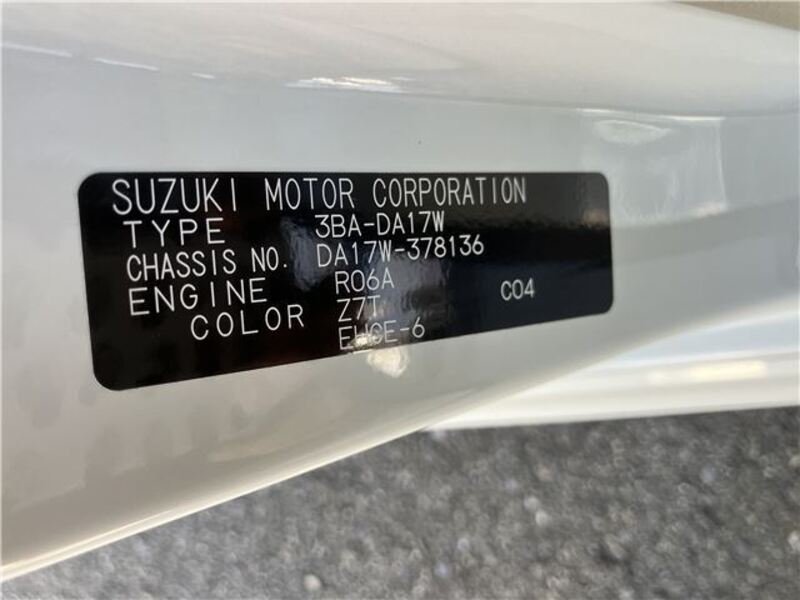 SUZUKI MOTOR CORPORATION
TYPE 3BA-DA17W
CHASSIS NO. DA17W-378136
ENGINE R06A C04
COLOR Z7T